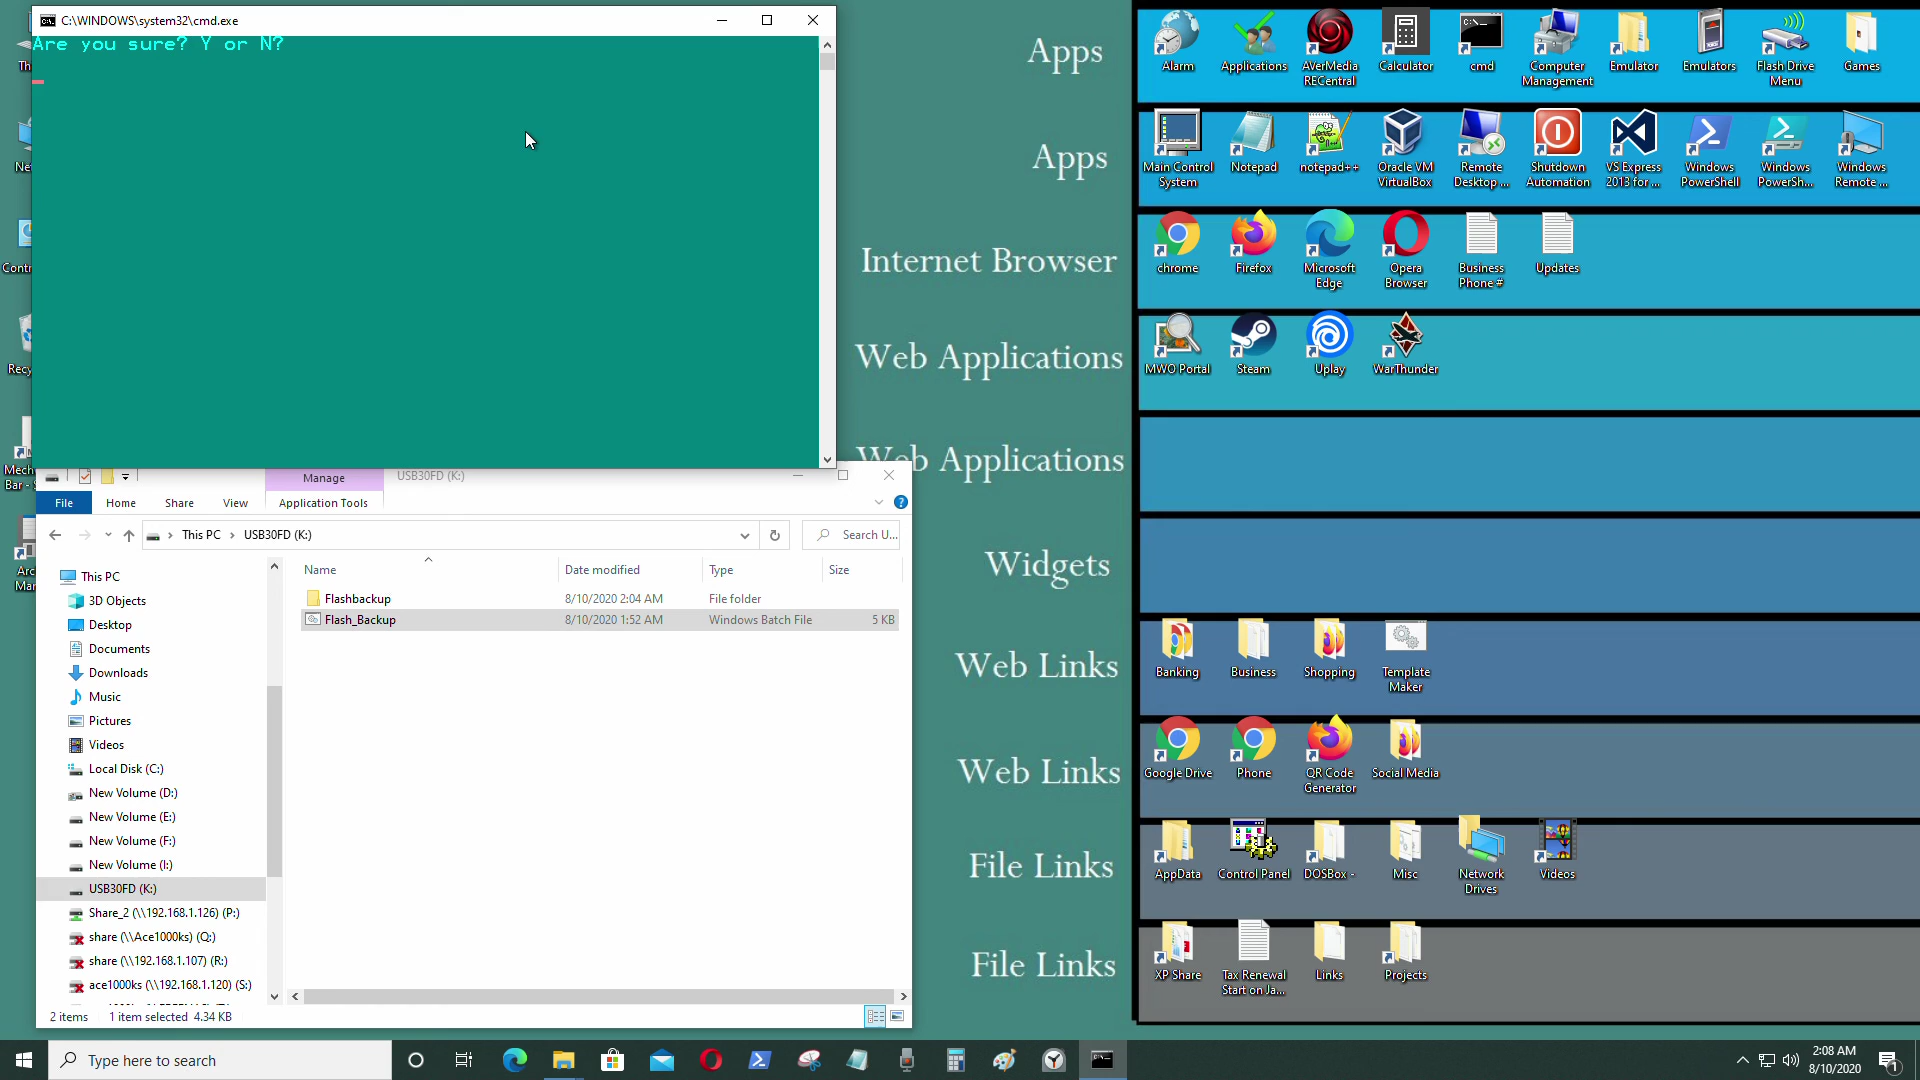 C:\WINDOWS\system32\cmd.exe
Are you sure? Y or N?
Manage
USB30FD (K:)
File
Home
Share
View
Application Tools
This PC
USB30FD (K:)
Search U...
Name
Date modified
Type
Size
Flashbackup
8/10/2020 2:04 AM
File folder
Flash_Backup
8/10/2020 1:52 AM
Windows Batch File
5 KB
This PC
3D Objects
Desktop
Documents
Downloads
Music
Pictures
Videos
Local Disk (C:)
New Volume (D:)
New Volume (E:)
New Volume (F:)
New Volume (I:)
USB30FD (K:)
Share_2 (\\192.168.1.126) (P:)
share (\\Ace1000ks) (Q:)
share (\\192.168.1.107) (R:)
ace1000ks (\\192.168.1.120) (S:)
2 items
1 item selected 4.34 KB
Apps
Apps
Internet Browser
Web Applications
Web Applications
Widgets
Web Links
Web Links
File Links
File Links
Alarm
Applications
AVerMedia
RECentral
Calculator
cmd
Computer
Management
Emulator
Emulators
Flash Drive
Menu
Games
Main Control
System
Notepad
notepad++
Oracle VM
VirtualBox
Remote
Desktop ...
Shutdown
Automation
VS Express
2013 for ...
Windows
PowerShell
Windows
PowerSh...
Windows
Remote ...
chrome
Firefox
Microsoft
Edge
Opera
Browser
Business
Phone #
Updates
MWO Portal
Steam
Uplay
WarThunder
Banking
Business
Shopping
Template
Maker
Google Drive
Phone
QR Code
Generator
Social Media
AppData
Control Panel
DOSBox -
Misc
Network
Drives
Videos
XP Share
Tax Renewal
Start on Ja...
Links
Projects
Type here to search
2:08 AM
8/10/2020
1